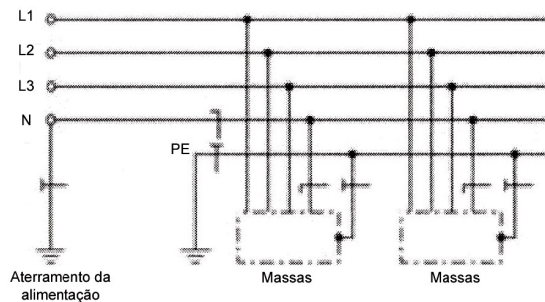 L1
L2
L3
N
PE
Aterramento da
alimentação
Massas
Massas